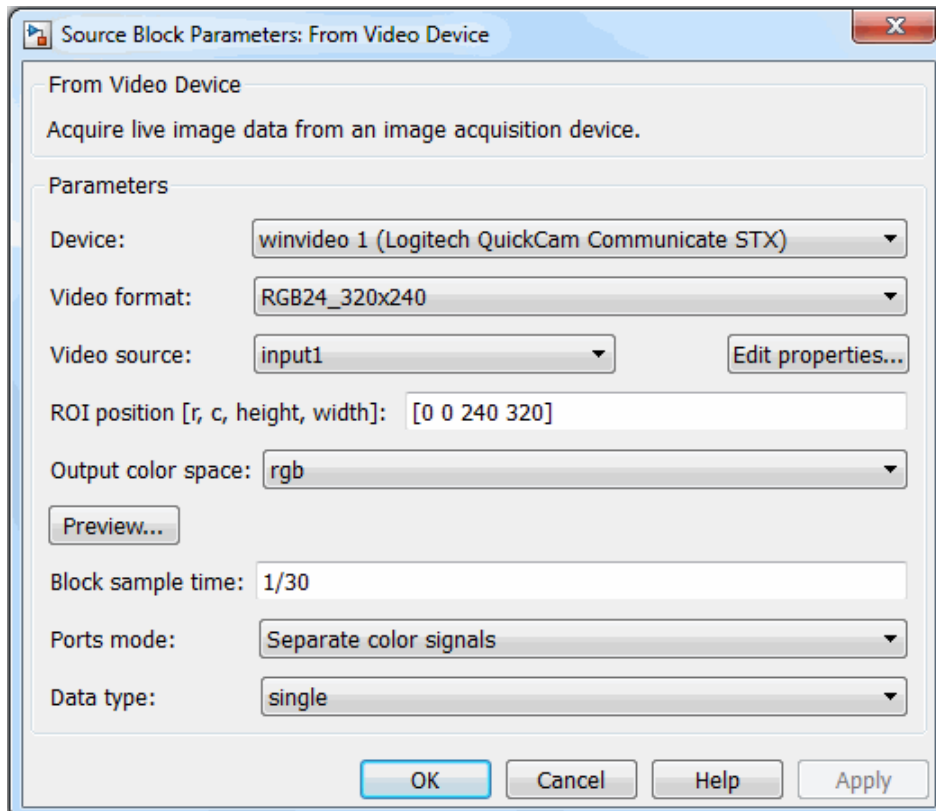 Source Block Parameters: From Video Device
X
From Video Device
Acquire live image data from an image acquisition device.
Parameters
Device: winvideo 1 (Logitech QuickCam Communicate STX)
Video format: RGB24_320x240
Video source: input1 Edit properties...
ROI position [r, c, height, width]: [0 0 240 320]
Output color space: rgb
Preview...
Block sample time: 1/30
Ports mode: Separate color signals
Data type: single
OK Cancel Help Apply